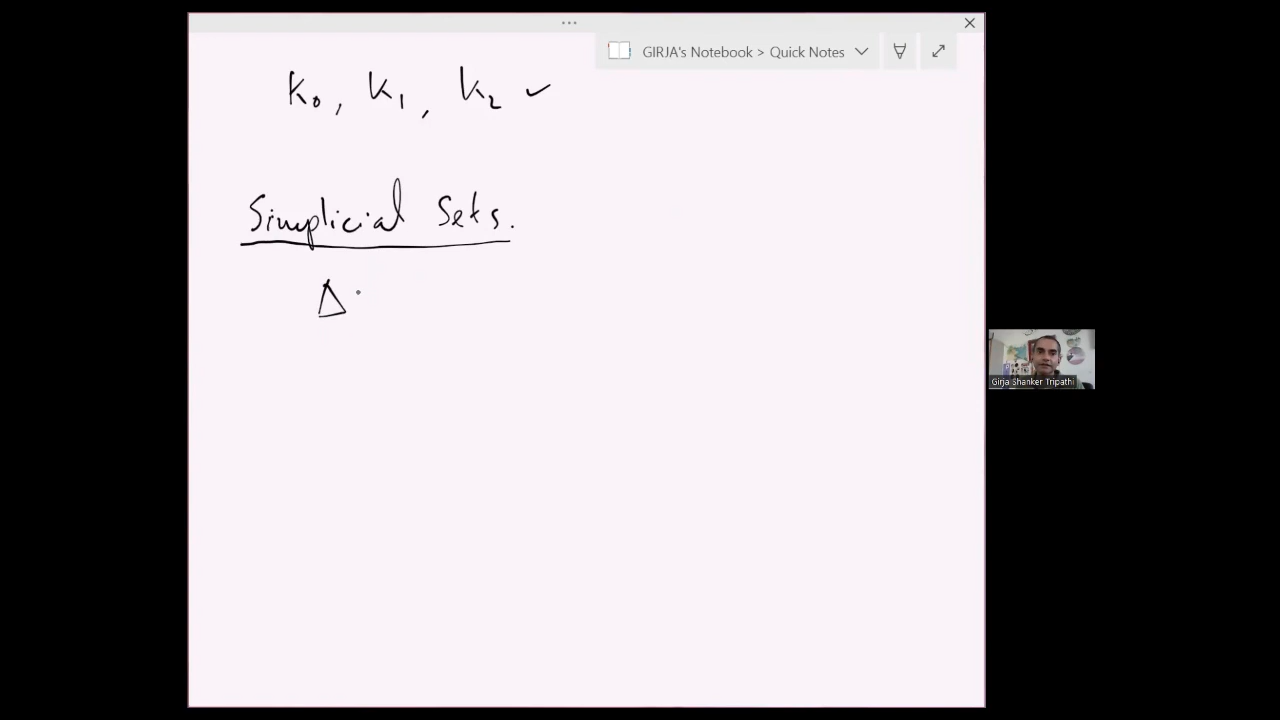 GIRJA's Notebook > Quick Notes
K₀, K₁, K₂ ✓
Simplicial Sets.
Δ
Girja Shanker Tripathi